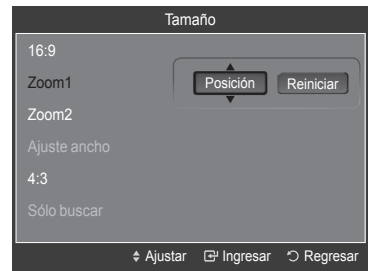 Tamaño
16:9
Zoom1
Posición Reiniciar
Zoom2
Ajuste ancho
4:3
Sólo buscar
Ajustar Ingresar Regresar